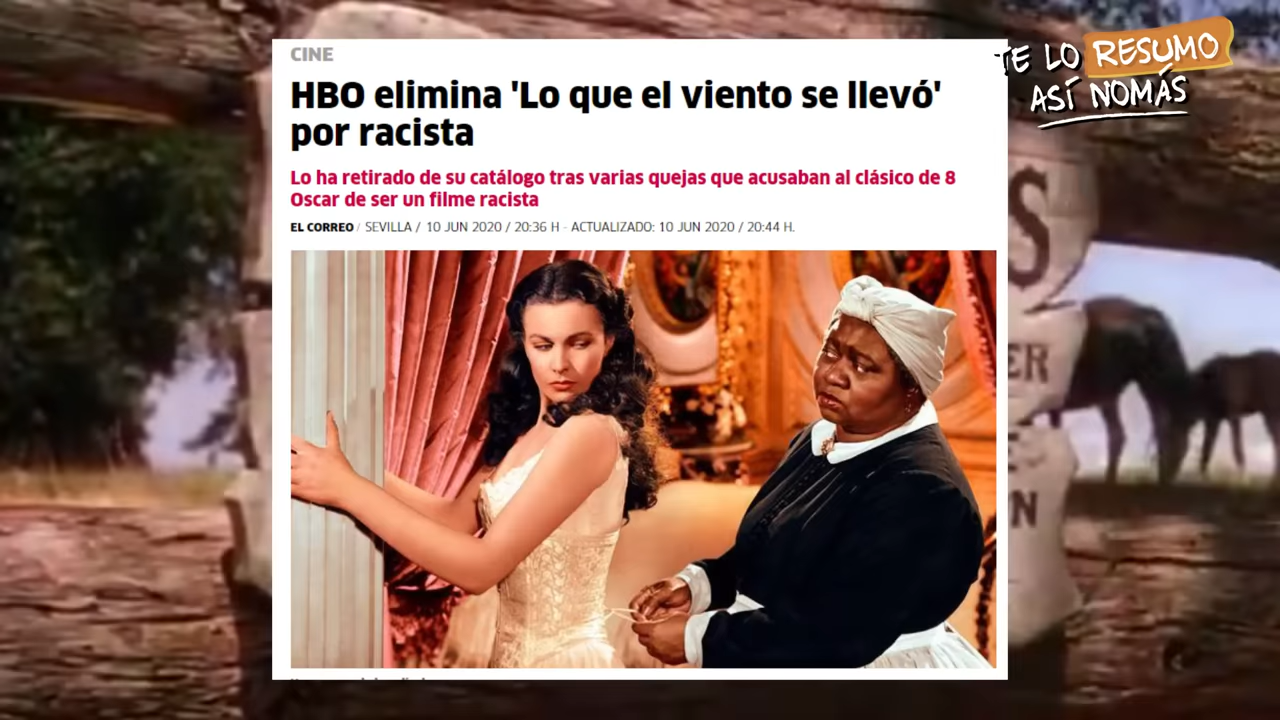 CINE
TE LO RESUMO
ASÍ NOMÁS
HBO elimina 'Lo que el viento se llevó'
por racista
Lo ha retirado de su catálogo tras varias quejas que acusaban al clásico de 8
Oscar de ser un filme racista
EL CORREO / SEVILLA / 10 JUN 2020 / 20:36 H - ACTUALIZADO: 10 JUN 2020 / 20:44 H.
S
ER
N